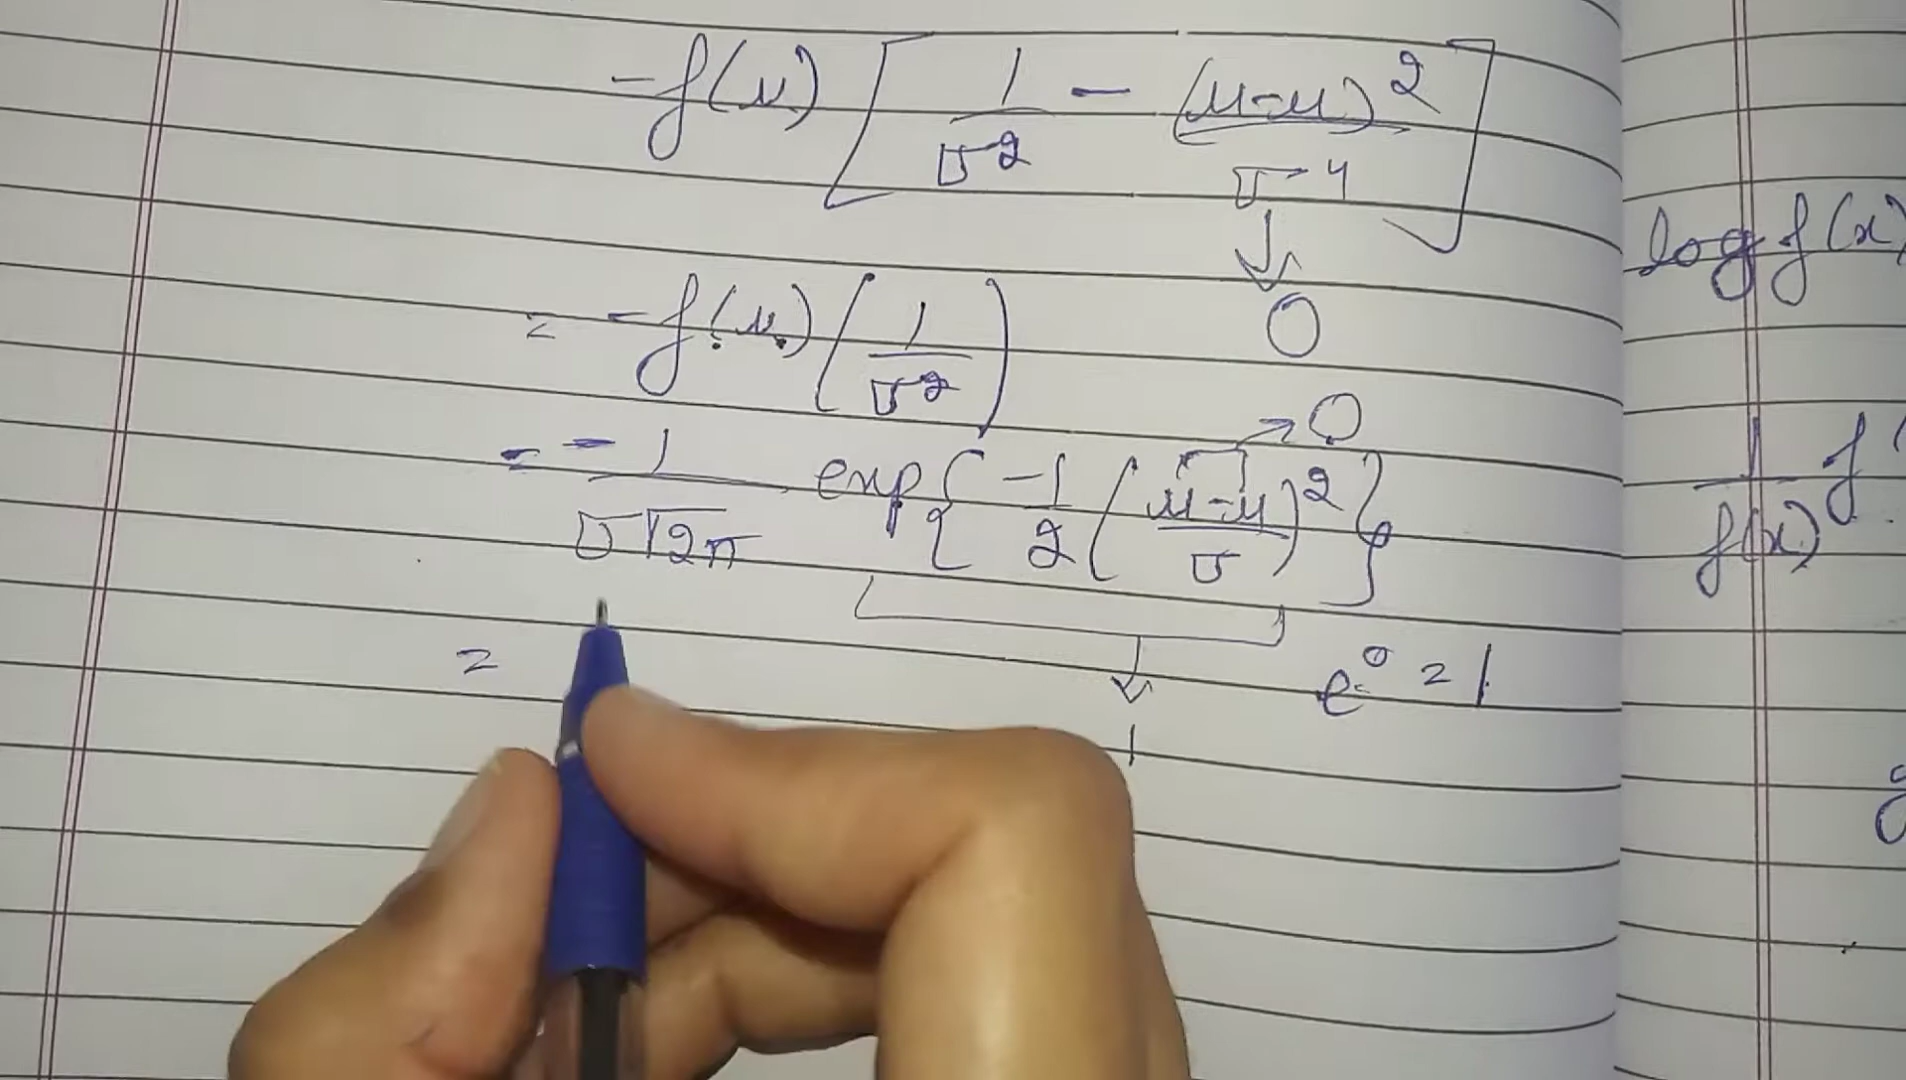 -f(μ) [ 1/σ² - (μ-μ)²/σ⁴ ]
↓
0
= -f(μ) ( 1/σ² )
= -1/σ√2π exp{ -1/2 ( μ-μ/σ )² } → 0
= ↓ e⁰ = 1
1
log f(x)
1/f(x) f